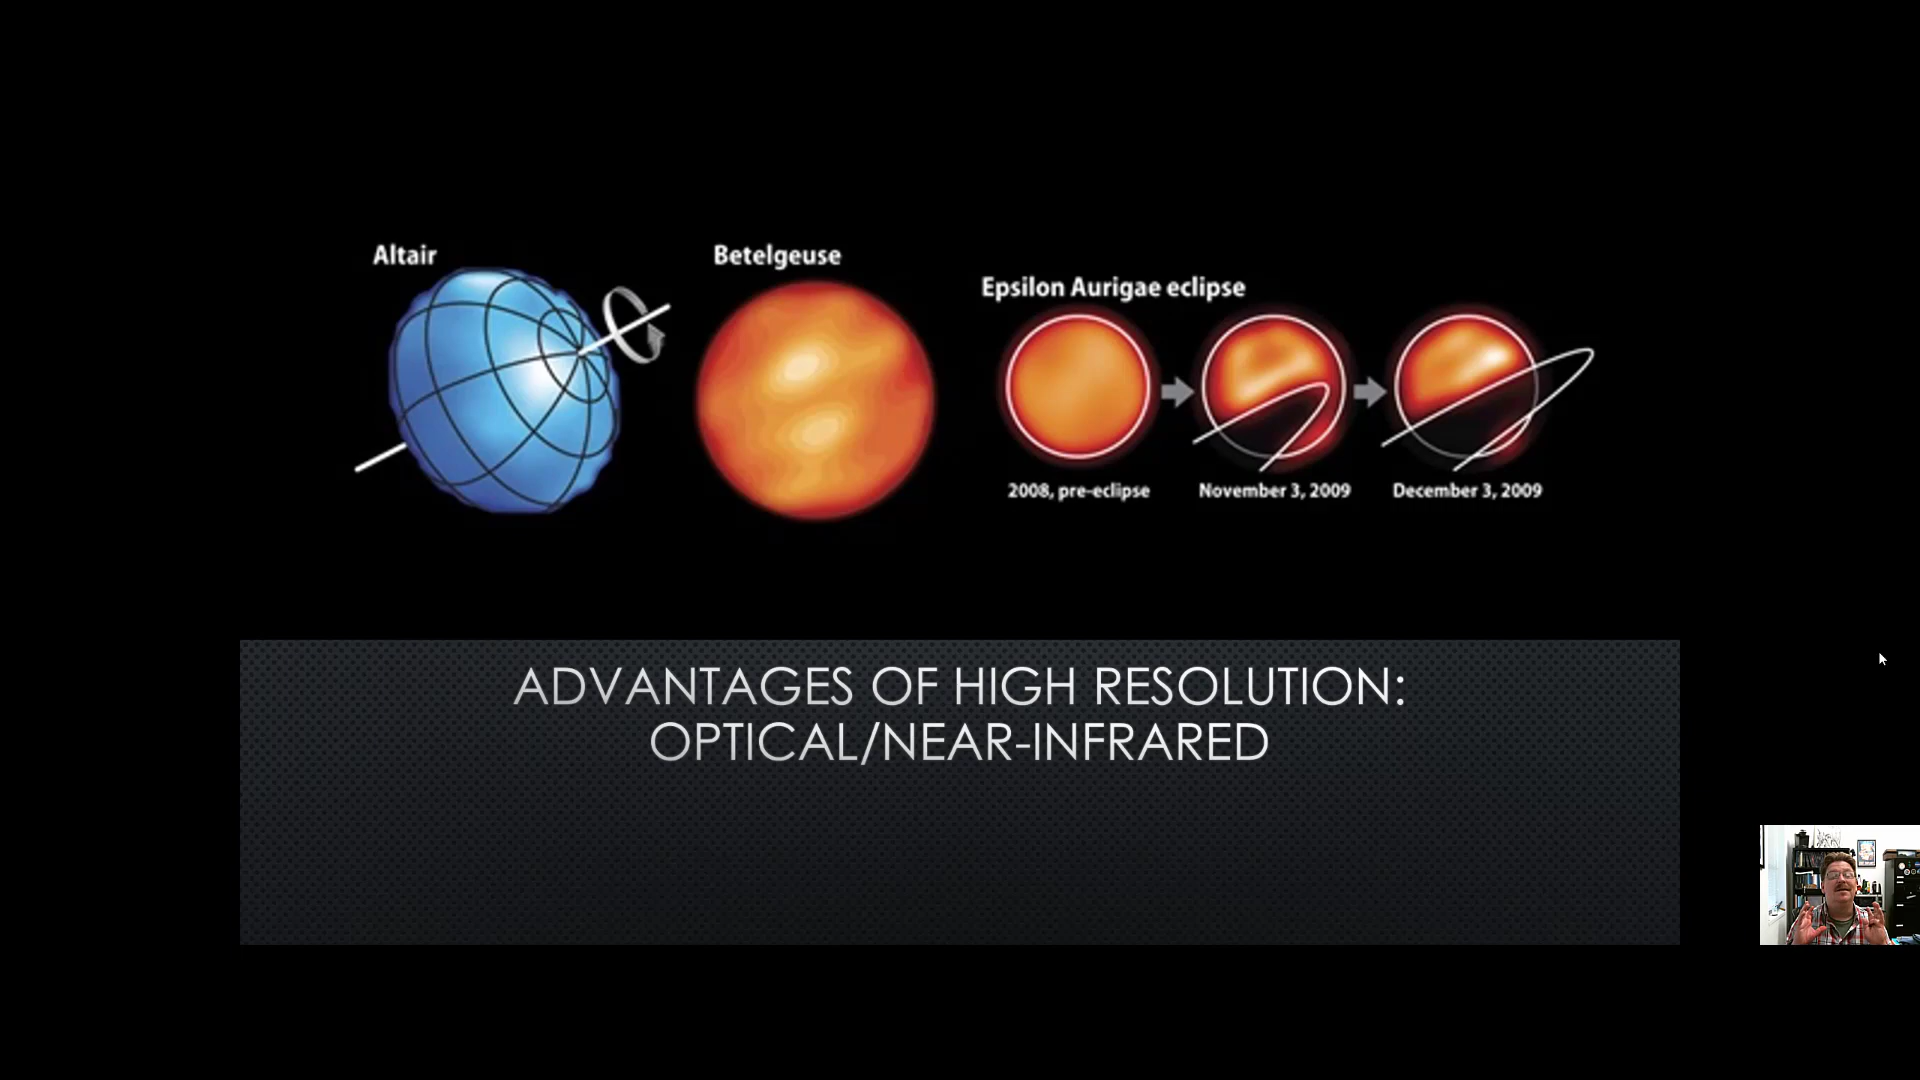 Altair
Betelgeuse
Epsilon Aurigae eclipse
2008, pre-eclipse
November 3, 2009
December 3, 2009
ADVANTAGES OF HIGH RESOLUTION:
OPTICAL/NEAR-INFRARED